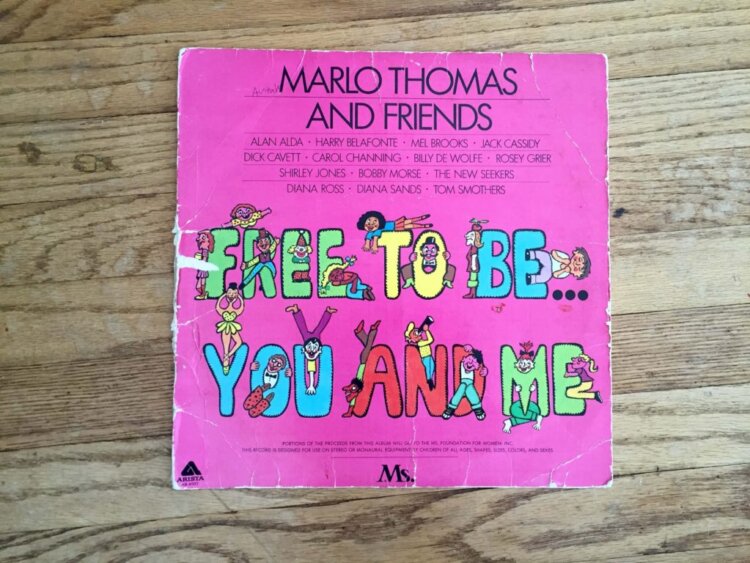 MARLO THOMAS
AND FRIENDS
ALAN ALDA · HARRY BELAFONTE · MEL BROOKS · JACK CASSIDY
DICK CAVETT · CAROL CHANNING · BILLY DE WOLFE · ROSEY GRIER
SHIRLEY JONES · BOBBY MORSE · THE NEW SEEKERS
DIANA ROSS · DIANA SANDS · TOM SMOTHERS
FREE TO BE...
YOU AND ME
PORTIONS OF THE PROCEEDS FROM THIS ALBUM WILL GO TO THE MS. FOUNDATION FOR WOMEN INC.
THIS RECORD IS DESIGNED FOR USE ON STEREO OR MONAURAL EQUIPMENT BY CHILDREN OF ALL AGES, SHAPES, SIZES, COLORS, AND SEXES.
Ms.
ARISTA